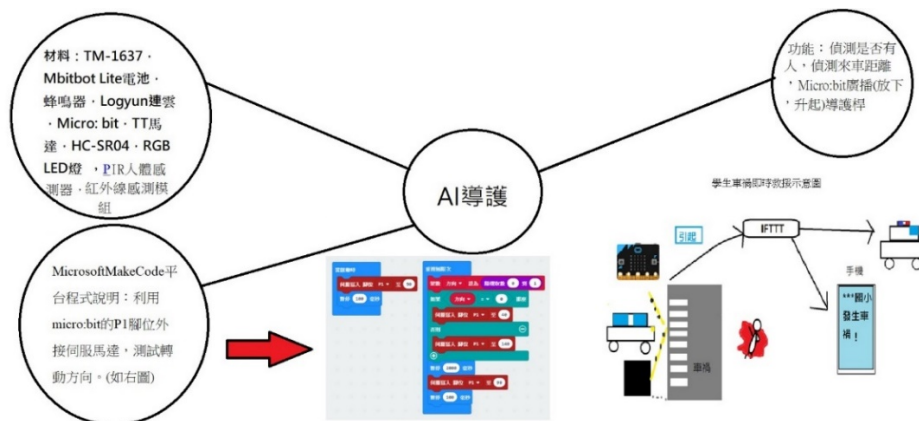 材料：TM-1637、
Mbitbot Lite電池、
蜂鳴器、Logyun連雲
、Micro: bit、TT馬
達、HC-SR04、RGB
LED燈 ，PIR人體感
測器、紅外線感測模
組
功能： 偵測是否有
人，偵測來車距離
，Micro:bit廣播(放下
，升起)導護桿
AI導護
MicrosoftMakeCode平
台程式說明：利用
micro:bit的P1腳位外
接伺服馬達，測試轉
動方向。(如右圖)
學生車禍即時救援示意圖
引起
IFTTT
手機
***國小
發生車
禍！
車禍